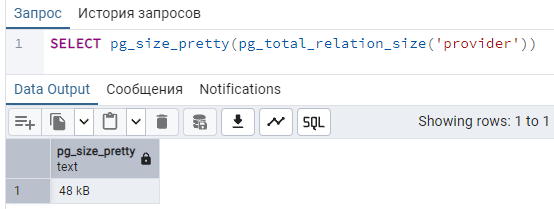 Запрос История запросов
1 SELECT pg_size_pretty(pg_total_relation_size('provider'))
Data Output Сообщения Notifications
SQL Showing rows: 1 to 1
pg_size_pretty
text
1 48 kB